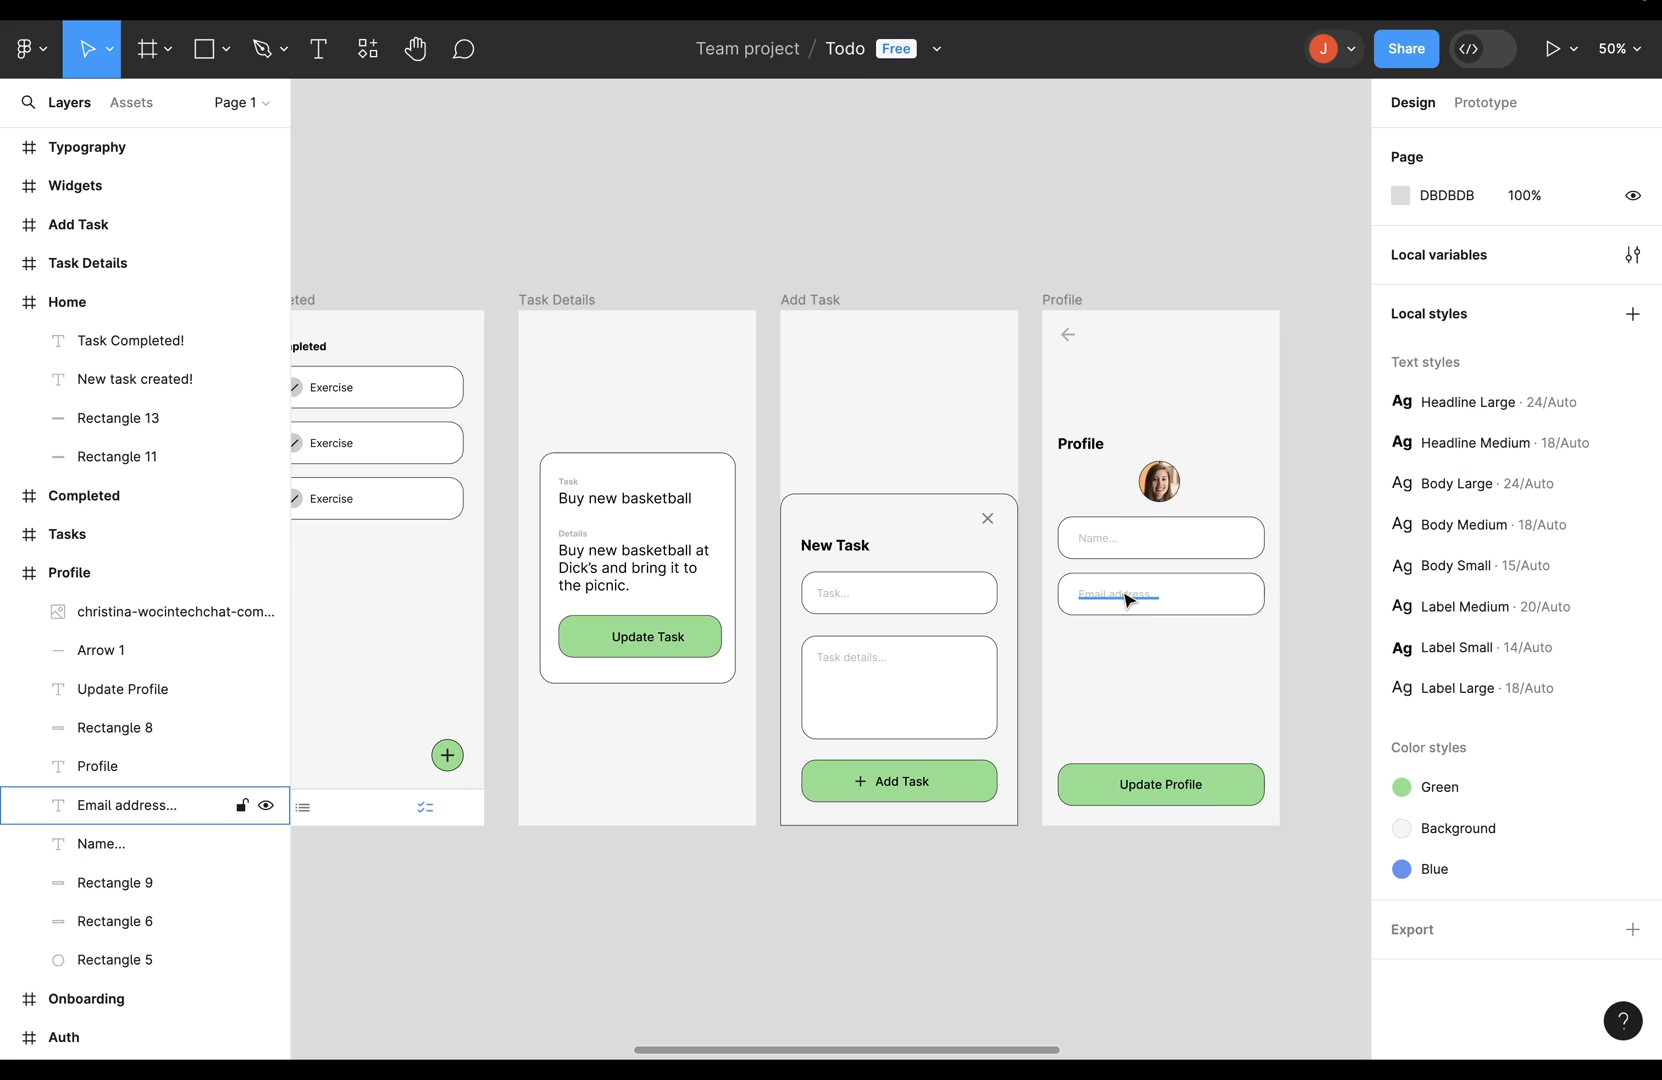 Team project / Todo Free
J
Share
50%
Layers Assets Page 1
Typography
Widgets
Add Task
Task Details
Home
Task Completed!
New task created!
Rectangle 13
Rectangle 11
Completed
Tasks
Profile
christina-wocintechchat-com...
Arrow 1
Update Profile
Rectangle 8
Profile
Email address...
Name...
Rectangle 9
Rectangle 6
Rectangle 5
Onboarding
Auth
eted
pleted
Exercise
Exercise
Exercise
Task Details
Task
Buy new basketball
Details
Buy new basketball at
Dick's and bring it to
the picnic.
Update Task
Add Task
New Task
Task...
Task details...
+ Add Task
Profile
Profile
Name...
Email address...
Update Profile
Design Prototype
Page
DBDBDB 100%
Local variables
Local styles
Text styles
Ag Headline Large · 24/Auto
Ag Headline Medium · 18/Auto
Ag Body Large · 24/Auto
Ag Body Medium · 18/Auto
Ag Body Small · 15/Auto
Ag Label Medium · 20/Auto
Ag Label Small · 14/Auto
Ag Label Large · 18/Auto
Color styles
Green
Background
Blue
Export
?